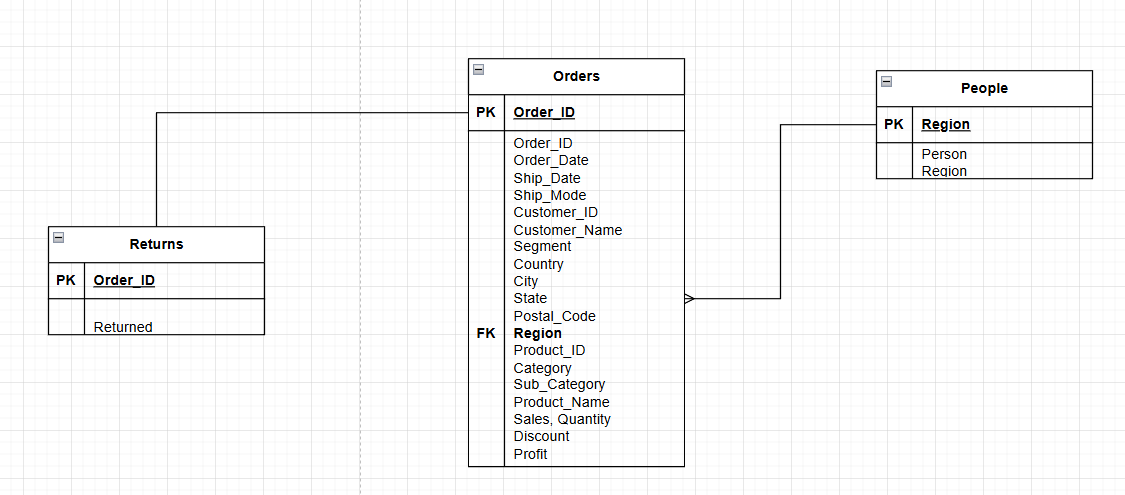 Orders
PK Order_ID
Order_ID
Order_Date
Ship_Date
Ship_Mode
Customer_ID
Customer_Name
Segment
Country
City
State
Postal_Code
FK Region
Product_ID
Category
Sub_Category
Product_Name
Sales, Quantity
Discount
Profit
People
PK Region
Person
Region
Returns
PK Order_ID
Returned